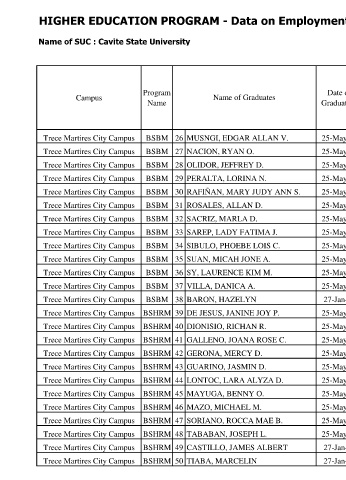 HIGHER EDUCATION PROGRAM - Data on Employment
Name of SUC : Cavite State University
Campus Program Name Name of Graduates Date Graduat
Trece Martires City Campus BSBM 26 MUSNGI, EDGAR ALLAN V. 25-May
Trece Martires City Campus BSBM 27 NACION, RYAN O. 25-May
Trece Martires City Campus BSBM 28 OLIDOR, JEFFREY D. 25-May
Trece Martires City Campus BSBM 29 PERALTA, LORINA N. 25-May
Trece Martires City Campus BSBM 30 RAFIÑAN, MARY JUDY ANN S. 25-May
Trece Martires City Campus BSBM 31 ROSALES, ALLAN D. 25-May
Trece Martires City Campus BSBM 32 SACRIZ, MARLA D. 25-May
Trece Martires City Campus BSBM 33 SAREP, LADY FATIMA J. 25-May
Trece Martires City Campus BSBM 34 SIBULO, PHOEBE LOIS C. 25-May
Trece Martires City Campus BSBM 35 SUAN, MICAH JONE A. 25-May
Trece Martires City Campus BSBM 36 SY. LAURENCE KIM M. 25-May
Trece Martires City Campus BSBM 37 VILLA, DANICA A. 25-May
Trece Martires City Campus BSBM 38 BARON, HAZELYN 27-Jan
Trece Martires City Campus BSHRM 39 DE JESUS, JANINE JOY P. 25-May
Trece Martires City Campus BSHRM 40 DIONISIO, RICHAN R. 25-May
Trece Martires City Campus BSHRM 41 GALLENO, JOANA ROSE C. 25-May
Trece Martires City Campus BSHRM 42 GERONA, MERCY D. 25-May
Trece Martires City Campus BSHRM 43 GUARINO, JASMIN D. 25-May
Trece Martires City Campus BSHRM 44 LONTOC, LARA ALYZA D. 25-May
Trece Martires City Campus BSHRM 45 MAYUGA, BENNY O. 25-May
Trece Martires City Campus BSHRM 46 MAZO, MICHAEL M. 25-May
Trece Martires City Campus BSHRM 47 SORIANO, ROCCA MAE B. 25-May
Trece Martires City Campus BSHRM 48 TABABAN, JOSEPH L. 25-May
Trece Martires City Campus BSHRM 49 CASTILLO, JAMES ALBERT 27-Jan
Trece Martires City Campus BSHRM 50 TIABA, MARCELIN 27-Jan